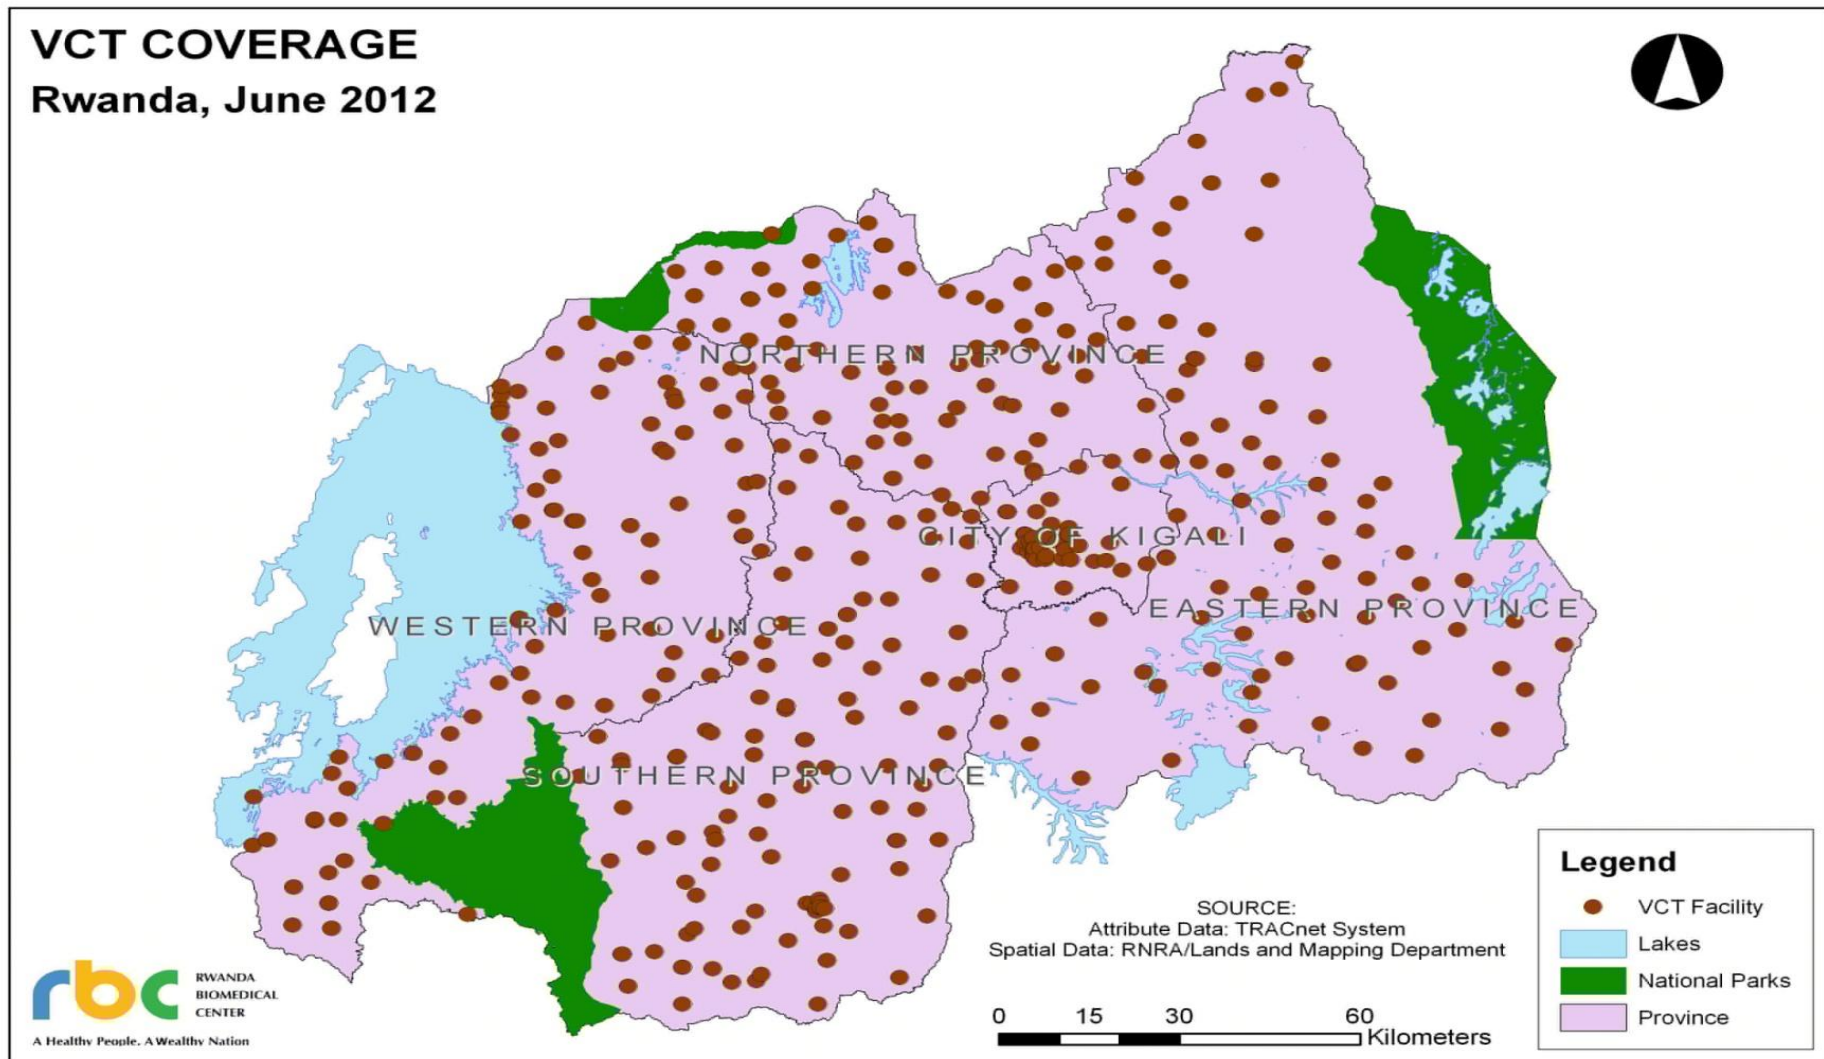 VCT COVERAGE
Rwanda, June 2012
NORTHERN PROVINCE
CITY OF KIGALI
EASTERN PROVINCE
WESTERN PROVINCE
SOUTHERN PROVINCE
Legend
VCT Facility
Lakes
National Parks
Province
SOURCE:
Attribute Data: TRACnet System
Spatial Data: RNRA/Lands and Mapping Department
0 15 30 60
Kilometers
rbc
RWANDA
BIOMEDICAL
CENTER
A Healthy People. A Wealthy Nation